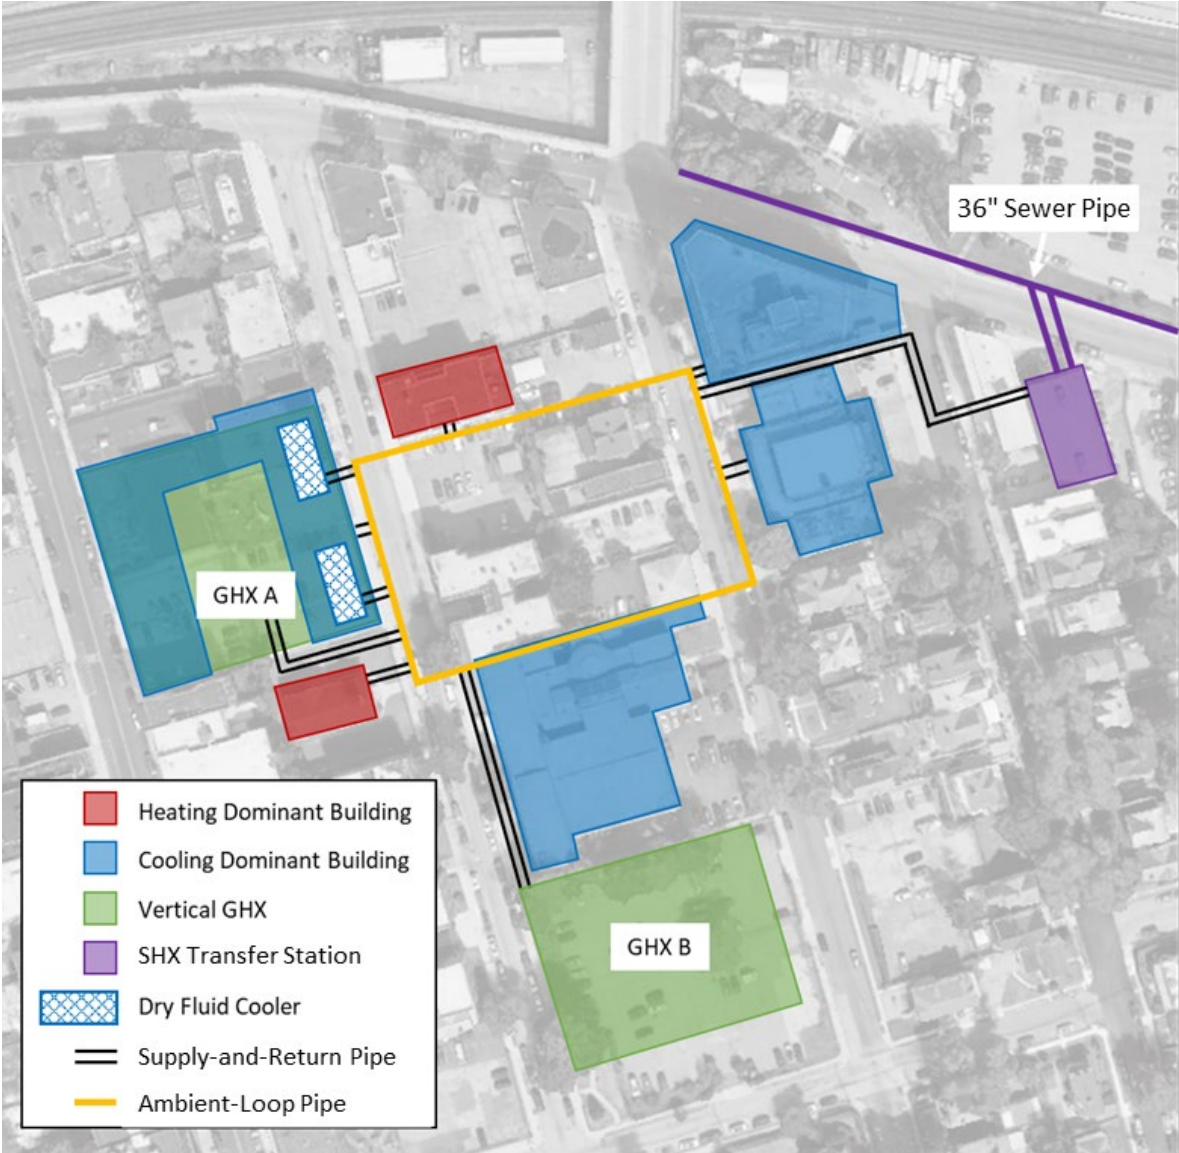 36" Sewer Pipe
GHX A
Heating Dominant Building
Cooling Dominant Building
Vertical GHX
SHX Transfer Station
Dry Fluid Cooler
Supply-and-Return Pipe
Ambient-Loop Pipe
GHX B